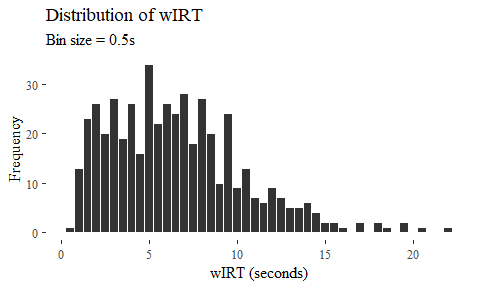 Distribution of wIRT
Bin size = 0.5s
Frequency
30
20
10
0
0 5 10 15 20
wIRT (seconds)